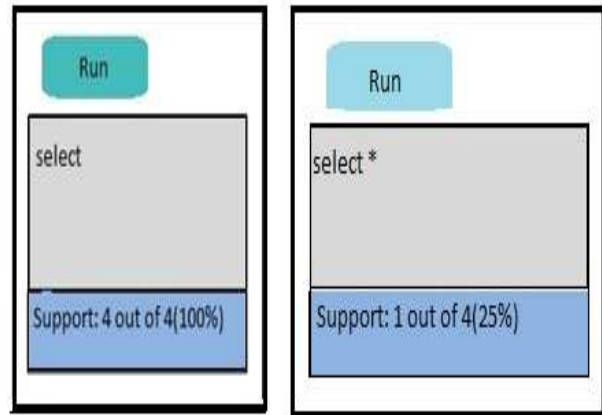 Run
select
Support: 4 out of 4(100%)
Run
select *
Support: 1 out of 4(25%)